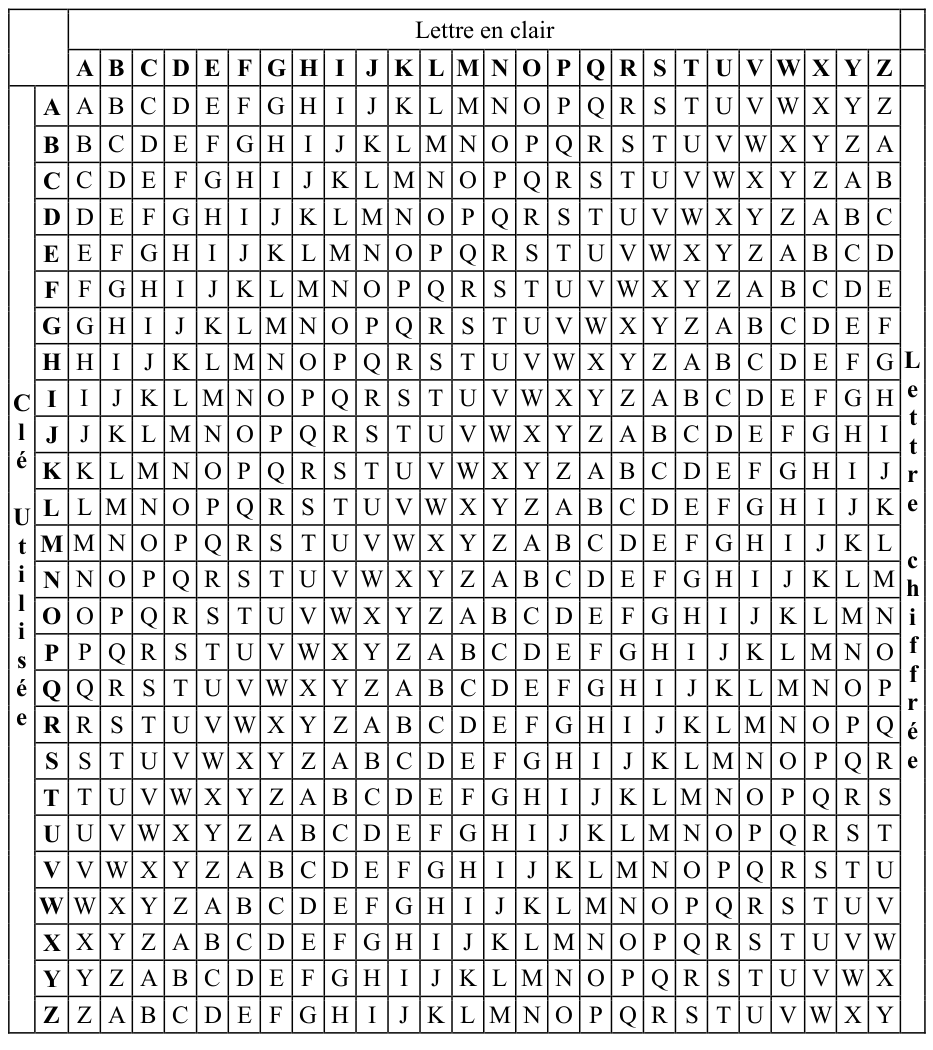 Lettre en clair
A B C D E F G H I J K L M N O P Q R S T U V W X Y Z
A A B C D E F G H I J K L M N O P Q R S T U V W X Y Z
B B C D E F G H I J K L M N O P Q R S T U V W X Y Z A
C C D E F G H I J K L M N O P Q R S T U V W X Y Z A B
D D E F G H I J K L M N O P Q R S T U V W X Y Z A B C
E E F G H I J K L M N O P Q R S T U V W X Y Z A B C D
F F G H I J K L M N O P Q R S T U V W X Y Z A B C D E
G G H I J K L M N O P Q R S T U V W X Y Z A B C D E F
H H I J K L M N O P Q R S T U V W X Y Z A B C D E F G
I I J K L M N O P Q R S T U V W X Y Z A B C D E F G H
J J K L M N O P Q R S T U V W X Y Z A B C D E F G H I
K K L M N O P Q R S T U V W X Y Z A B C D E F G H I J
L L M N O P Q R S T U V W X Y Z A B C D E F G H I J K
M M N O P Q R S T U V W X Y Z A B C D E F G H I J K L
N N O P Q R S T U V W X Y Z A B C D E F G H I J K L M
O O P Q R S T U V W X Y Z A B C D E F G H I J K L M N
P P Q R S T U V W X Y Z A B C D E F G H I J K L M N O
Q Q R S T U V W X Y Z A B C D E F G H I J K L M N O P
R R S T U V W X Y Z A B C D E F G H I J K L M N O P Q
S S T U V W X Y Z A B C D E F G H I J K L M N O P Q R
T T U V W X Y Z A B C D E F G H I J K L M N O P Q R S
U U V W X Y Z A B C D E F G H I J K L M N O P Q R S T
V V W X Y Z A B C D E F G H I J K L M N O P Q R S T U
W W X Y Z A B C D E F G H I J K L M N O P Q R S T U V
X X Y Z A B C D E F G H I J K L M N O P Q R S T U V W
Y Y Z A B C D E F G H I J K L M N O P Q R S T U V W X
Z Z A B C D E F G H I J K L M N O P Q R S T U V W X Y
Clé Utilisée
Lettre chiffrée